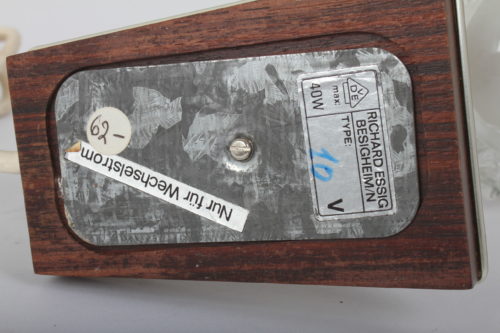 RICHARD ESSIG
BESIGHEIM/N
TYPE:
10 V
max:
40W
62-
Nur für Wechselstrom